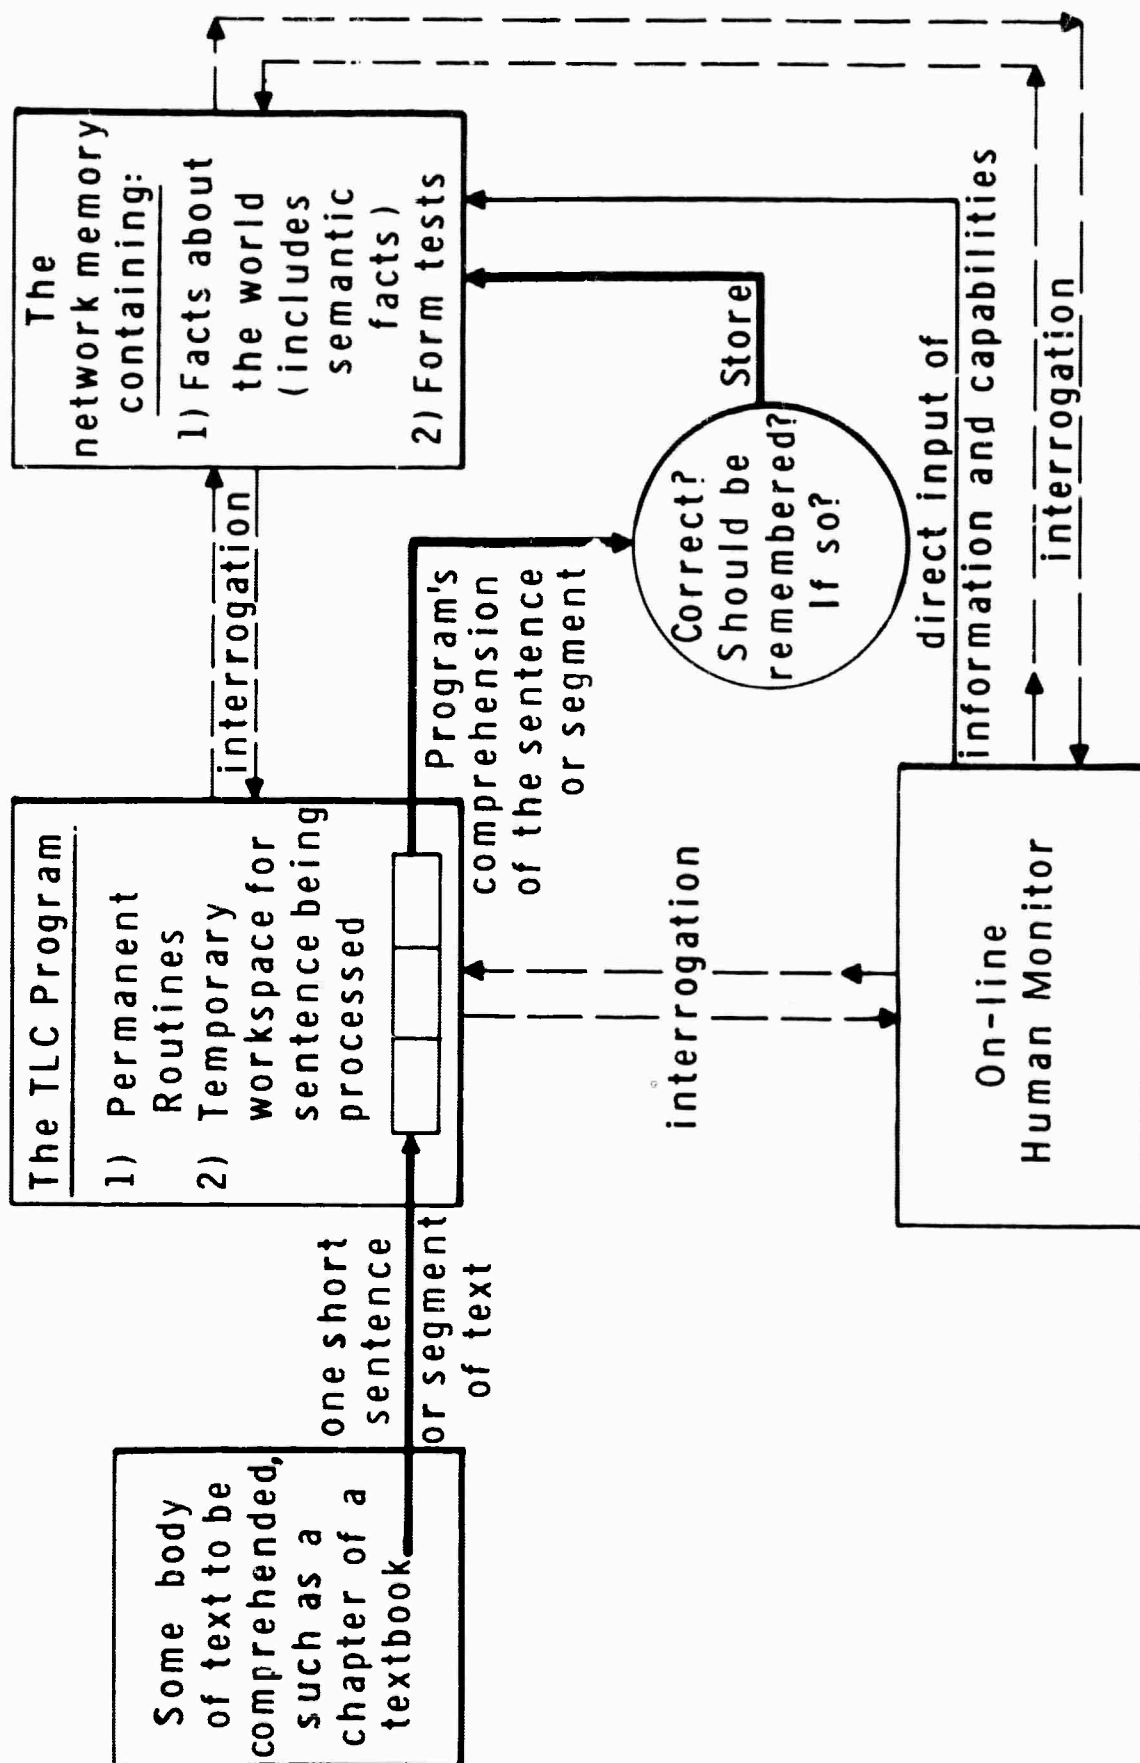 Some body
of text to be
comprehended,
such as a
chapter of a
textbook
one short
sentence
or segment
of text
The TLC Program
1) Permanent
Routines
2) Temporary
workspace for
sentence being
processed
interrogation
The
network memory
containing:
1) Facts about
the world
(includes
semantic
facts)
2) Form tests
Program's
comprehension
of the sentence
or segment
Correct?
Should be
remembered?
If so?
Store
interrogation
On-line
Human Monitor
direct input of
information and capabilities
interrogation